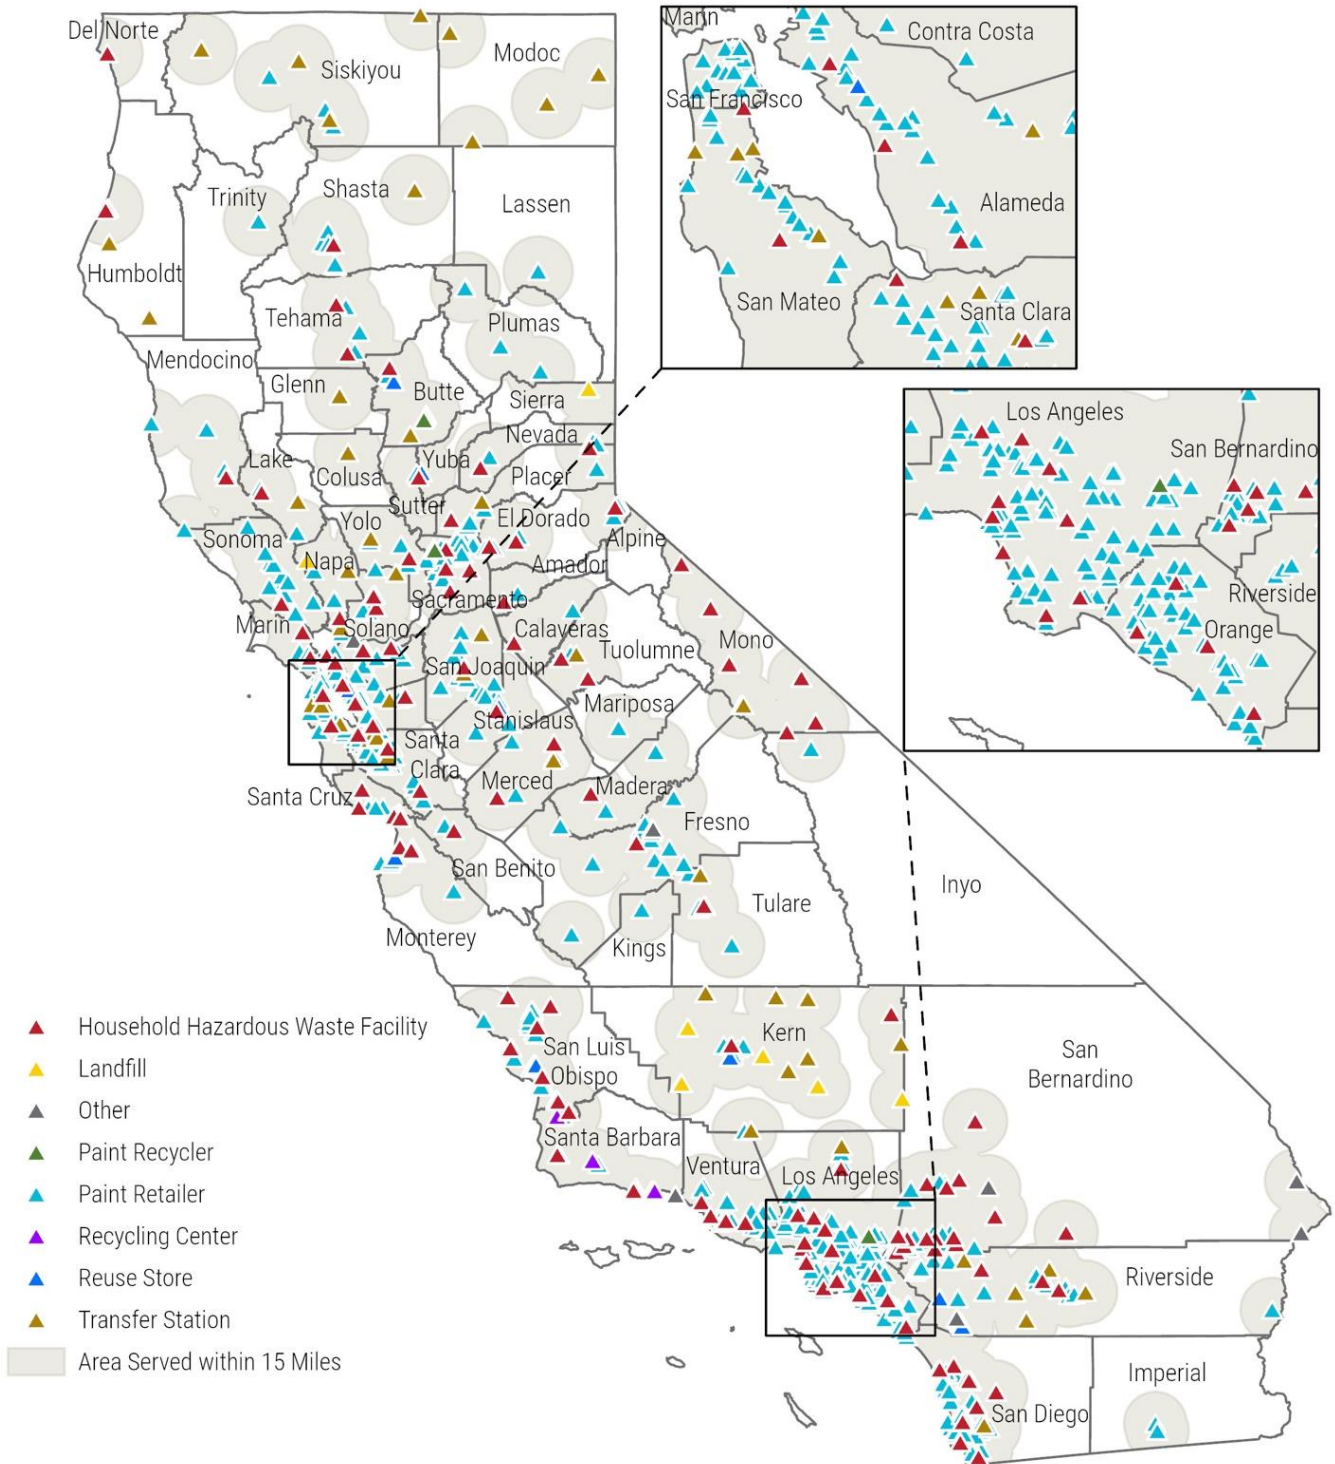 Del Norte
Siskiyou
Modoc
Trinity
Shasta
Lassen
Humboldt
Tehama
Plumas
Mendocino
Glenn
Butte
Sierra
Nevada
Lake
Colusa
Yuba
Placer
Sutter
Yolo
El Dorado
Sonoma
Napa
Alpine
Amador
Sacramento
Marin
Solano
Calaveras
Mono
Tuolumne
San Joaquin
Mariposa
Stanislaus
Santa
Clara
Merced
Madera
Santa Cruz
Fresno
San Benito
Inyo
Tulare
Monterey
Kings
Kern
San Luis
Obispo
San
Bernardino
Santa Barbara
Ventura
Los Angeles
Riverside
Imperial
San Diego
Marin
Contra Costa
San Francisco
Alameda
San Mateo
Santa Clara
Los Angeles
San Bernardino
Riverside
Orange
Household Hazardous Waste Facility
Landfill
Other
Paint Recycler
Paint Retailer
Recycling Center
Reuse Store
Transfer Station
Area Served within 15 Miles